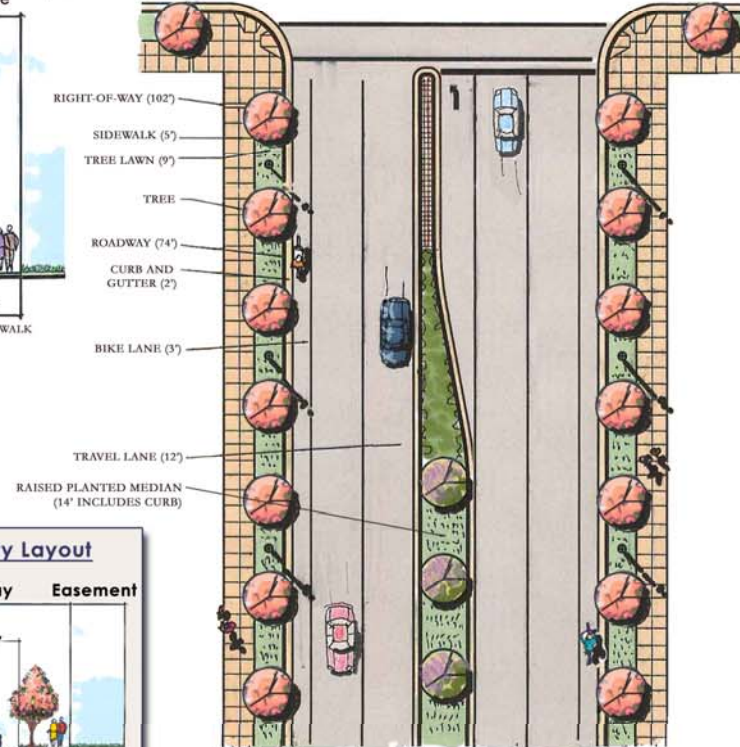 RIGHT-OF-WAY (102')
SIDEWALK (5')
TREE LAWN (9')
TREE
ROADWAY (74')
CURB AND
GUTTER (2')
BIKE LANE (3')
TRAVEL LANE (12')
RAISED PLANTED MEDIAN
(14' INCLUDES CURB)
WALK
Layout
Easement